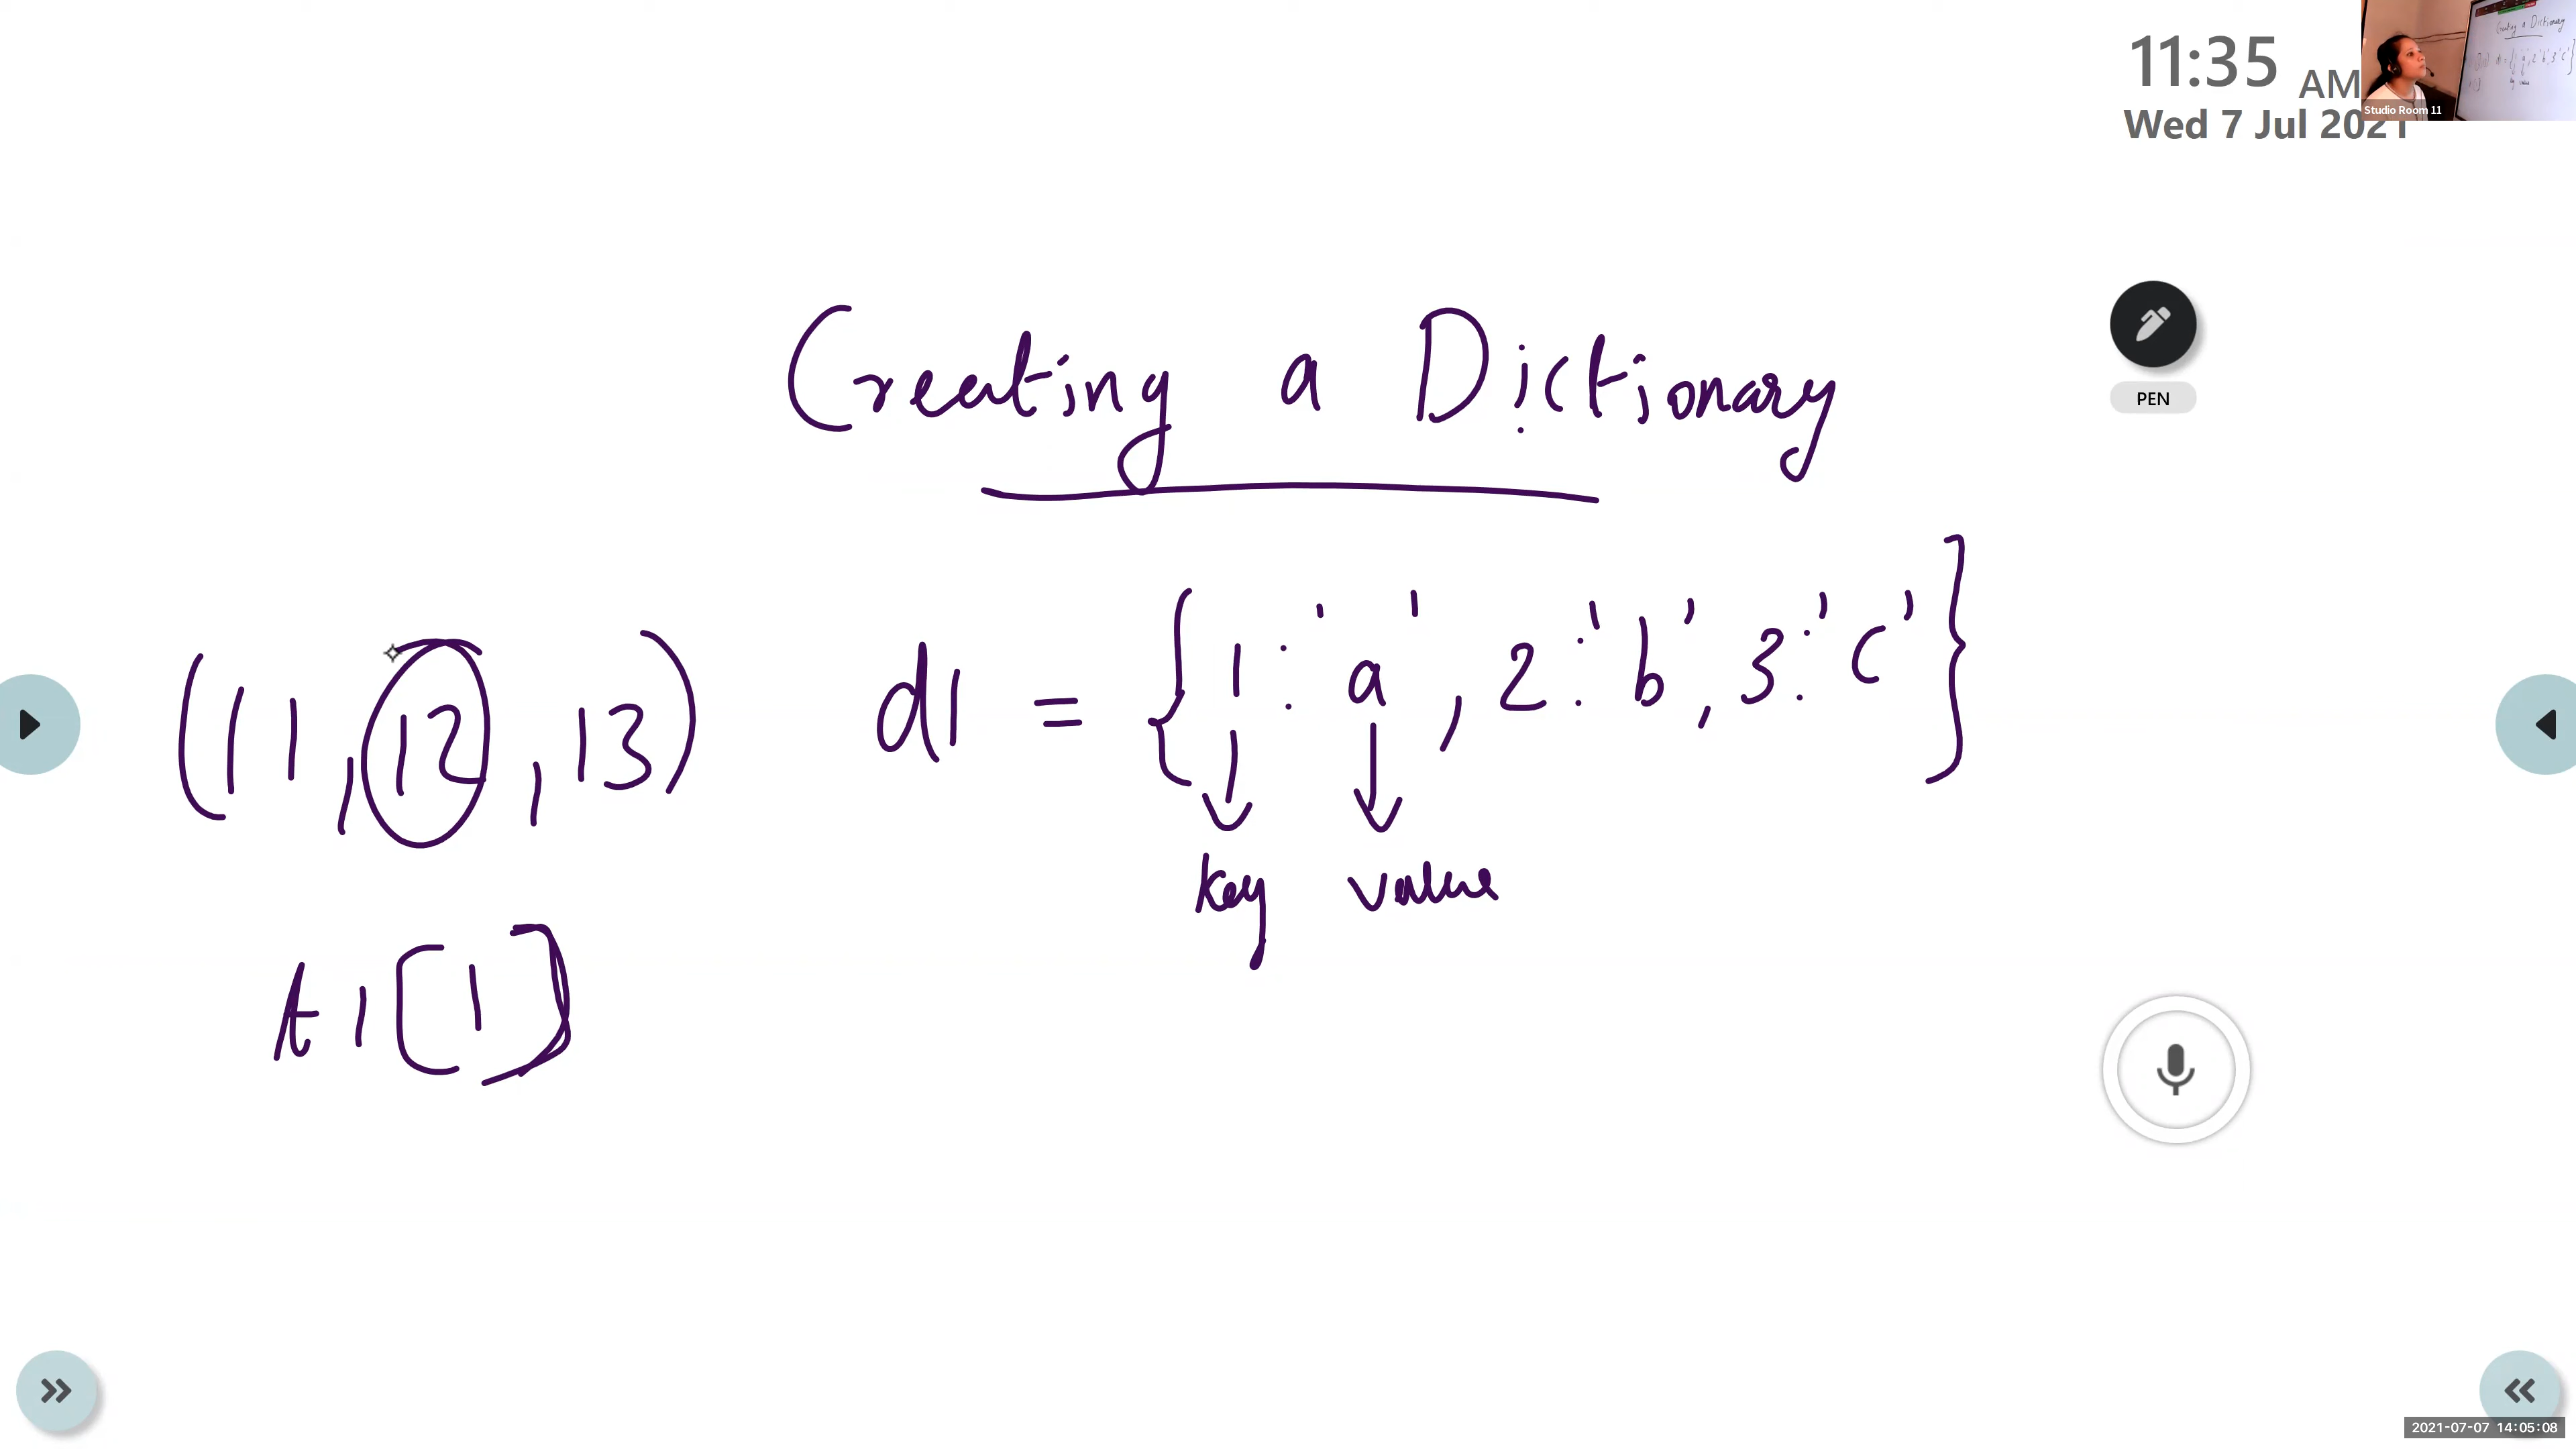 11:35 AM
Wed 7 Jul 2021
Studio Room 11
Creating a Dictionary
PEN
(11, 12, 13)
d1 = {1:'a', 2:'b', 3:'c'}
key value
t1[1]
2021-07-07 14:05:08